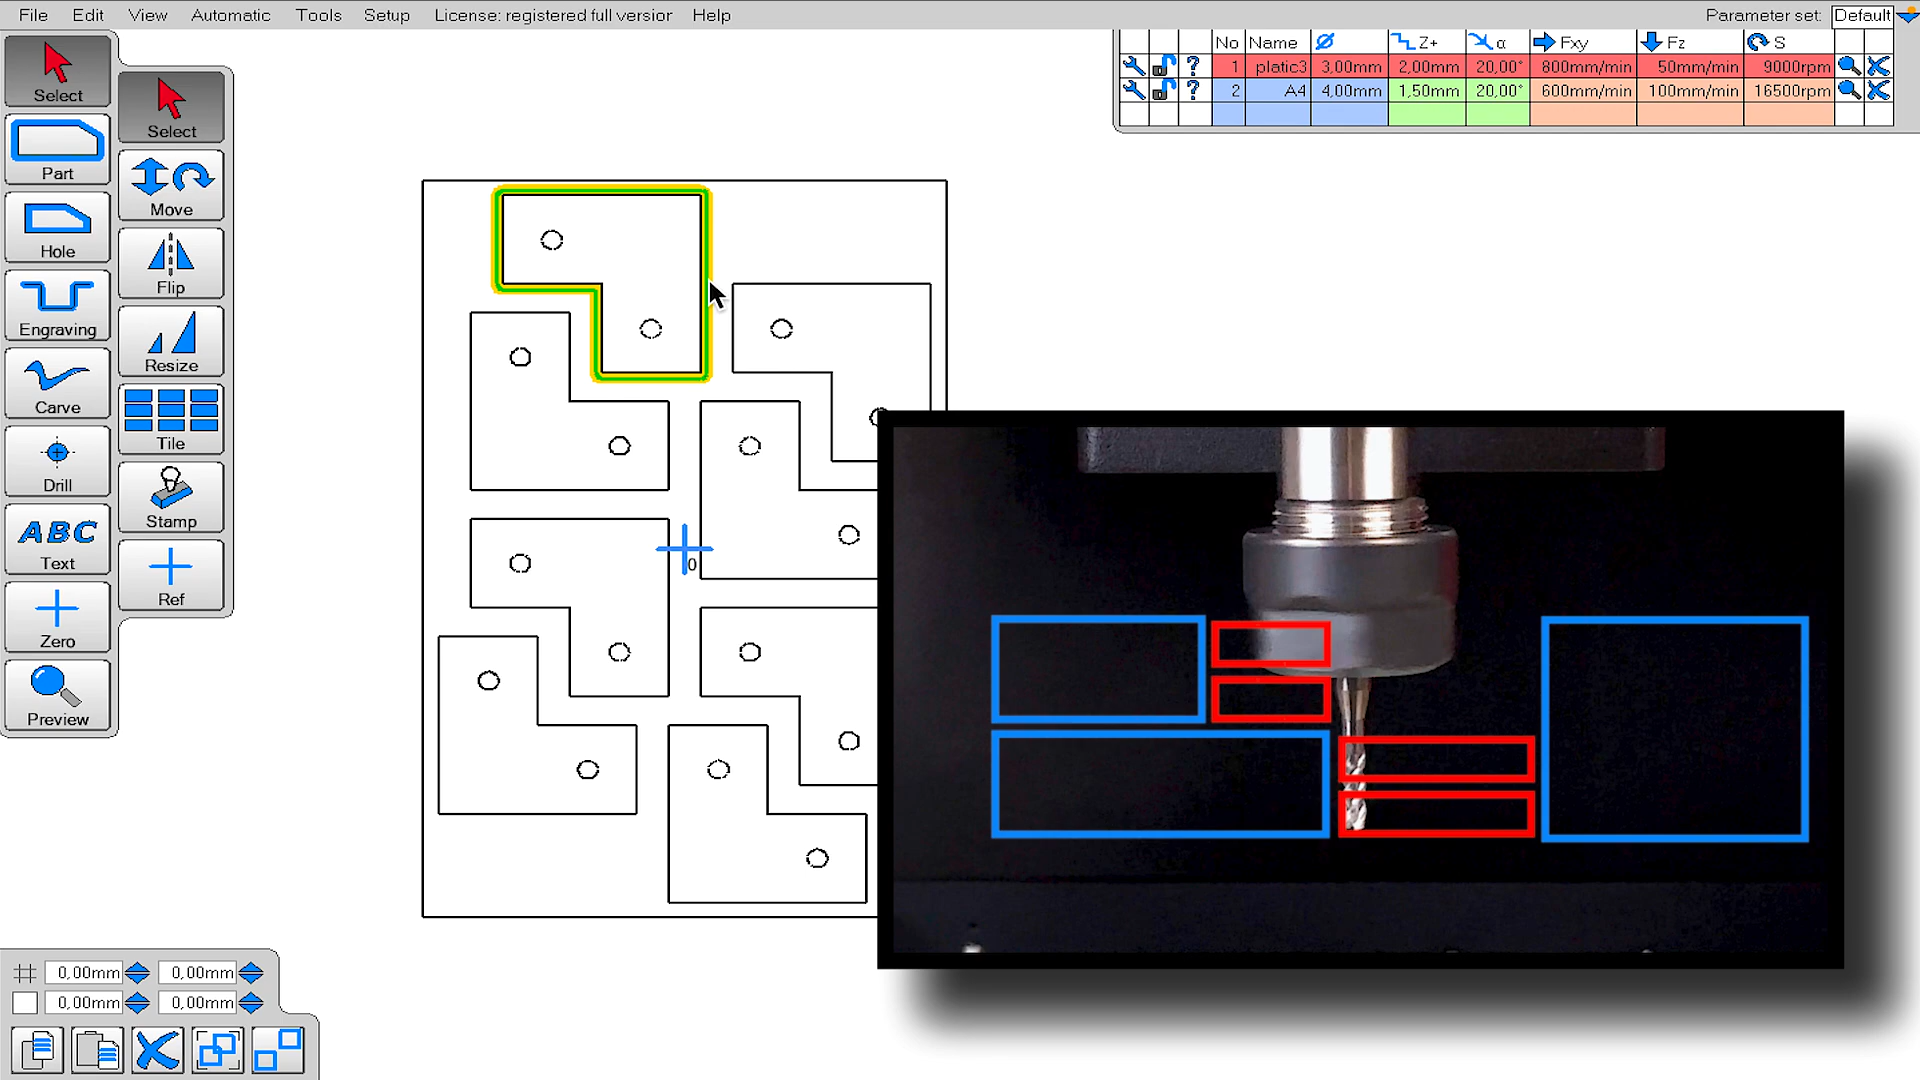 File Edit View Automatic Tools Setup License: registered full versior Help Parameter set: Default
No Name Ø Z+ α Fxy Fz S
? 1 platic3 3,00mm 2,00mm 20,00° 800mm/min 50mm/min 9000rpm
? 2 A4 4,00mm 1,50mm 20,00° 600mm/min 100mm/min 16500rpm
Select
Part
Hole
Engraving
Carve
Drill
ABC
Text
Zero
Preview
Select
Move
Flip
Resize
Tile
Stamp
Ref
0
0,00mm 0,00mm
0,00mm 0,00mm